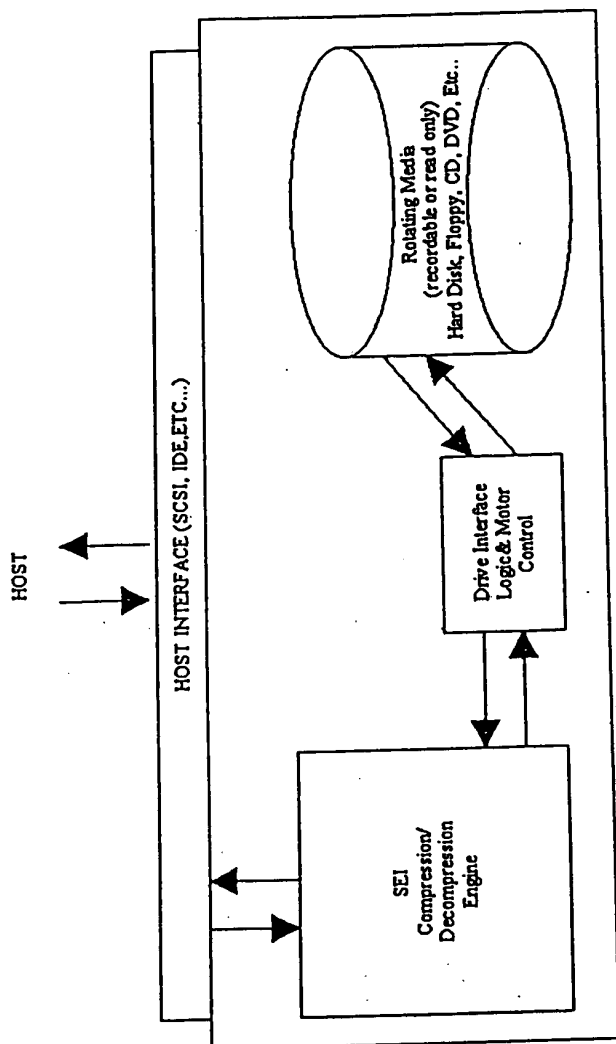 HOST
HOST INTERFACE (SCSI, IDE,ETC...)
SEI
Compression/
Decompression
Engine
Drive Interface
Logic& Motor
Control
Rotating Media
(recordable or read only)
Hard Disk, Floppy, CD, DVD, Etc..